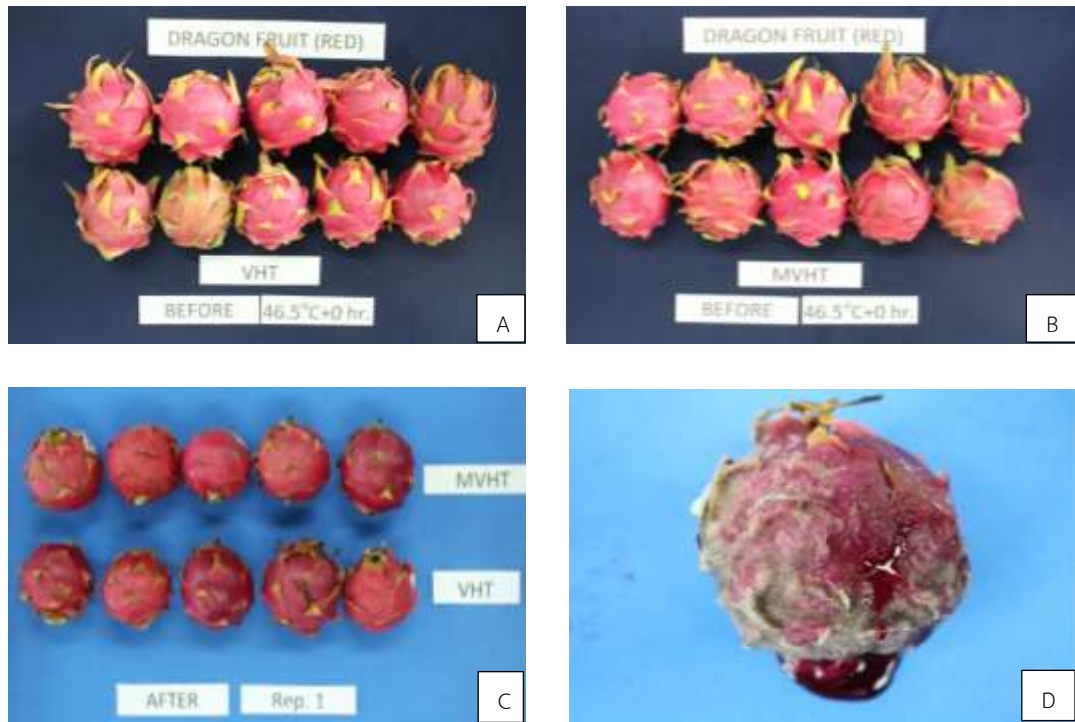 DRAGON FRUIT (RED)
VHT
BEFORE 46.5°C+0 hr.
A
DRAGON FRUIT (RED)
MVHT
BEFORE 46.5°C+0 hr.
B
MVHT
VHT
AFTER Rep. 1
C
D